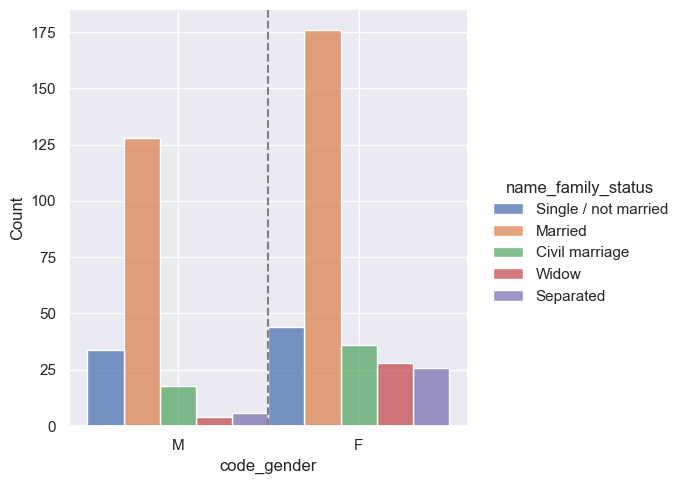 175
150
125
100
75
50
25
0
Count
M
F
code_gender
name_family_status
Single / not married
Married
Civil marriage
Widow
Separated